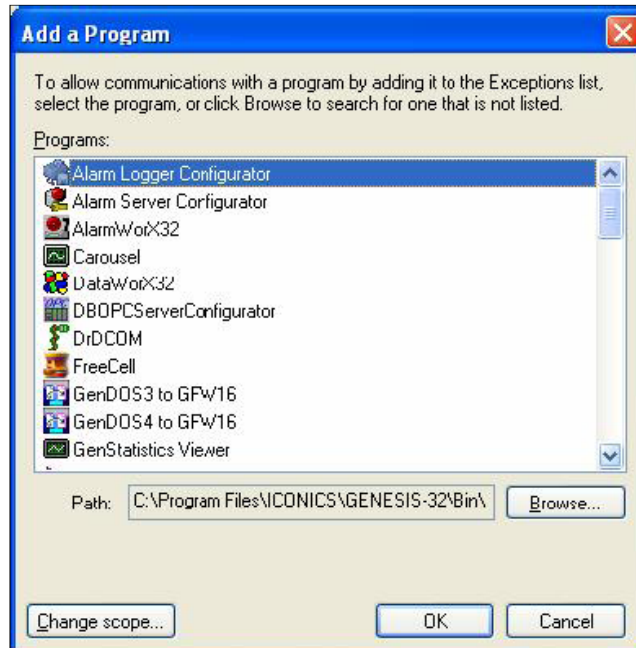 Add a Program
To allow communications with a program by adding it to the Exceptions list,
select the program, or click Browse to search for one that is not listed.
Programs:
Alarm Logger Configurator
Alarm Server Configurator
AlarmWorX32
Carousel
DataWorX32
DBOPCServerConfigurator
DrDCOM
FreeCell
GenDOS3 to GFW16
GenDOS4 to GFW16
GenStatistics Viewer
Path: C:\Program Files\ICONICS\GENESIS-32\Bin\ Browse...
Change scope... OK Cancel